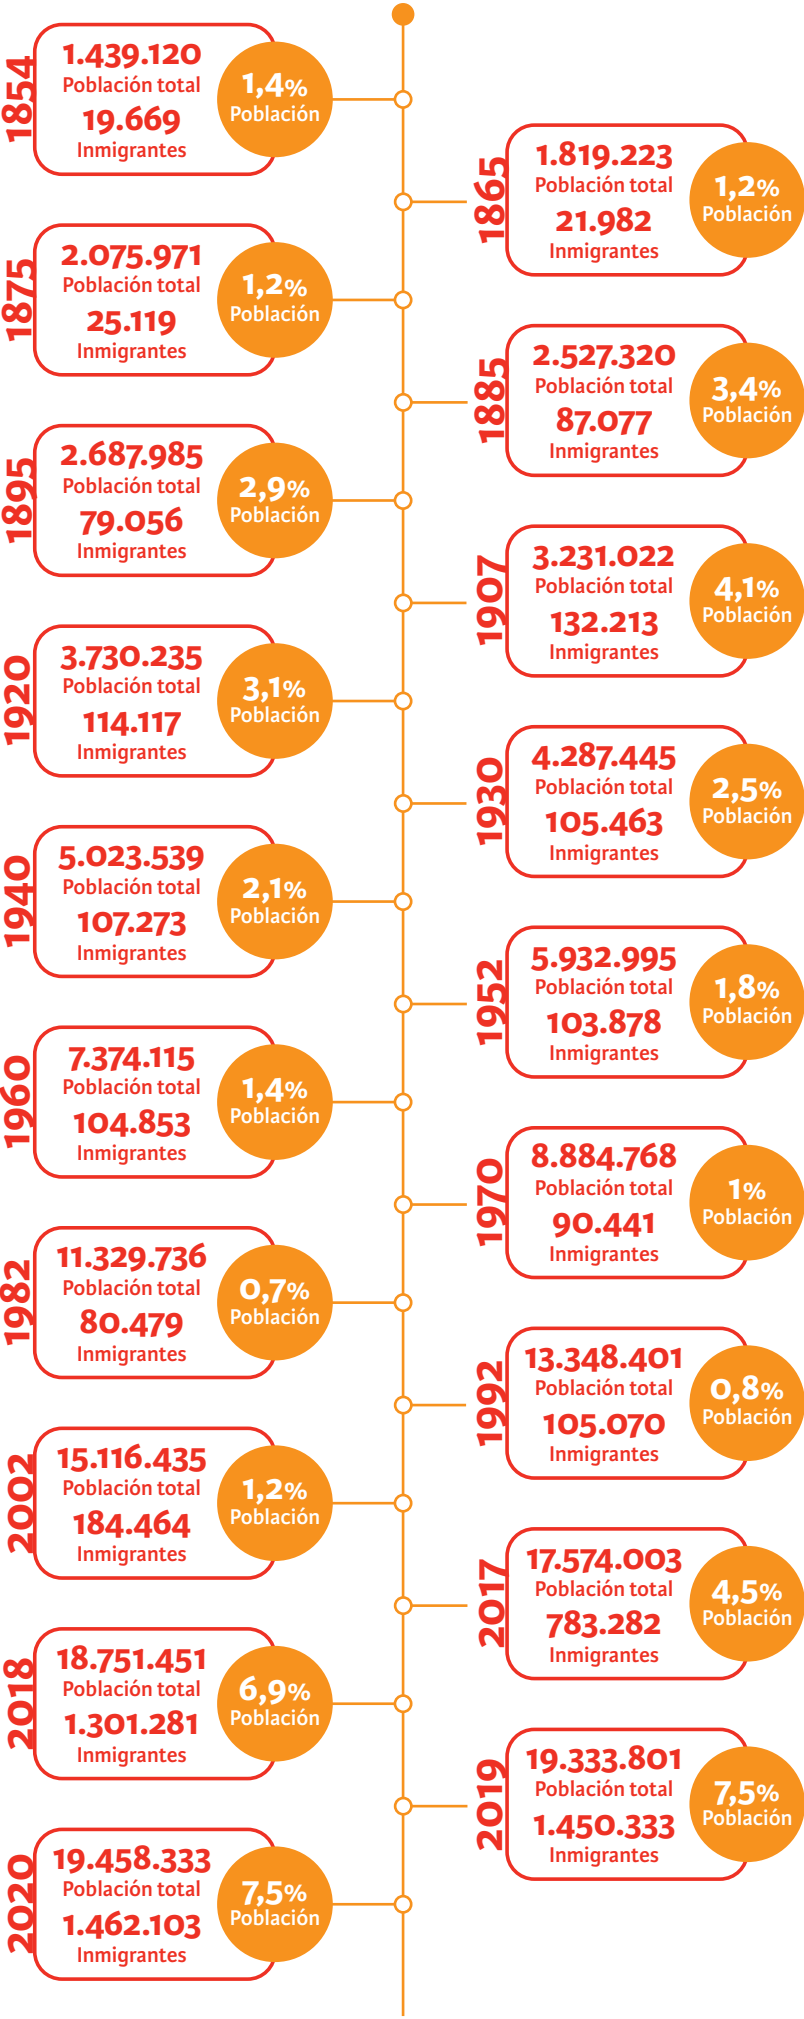 1854
1.439.120
Población total
19.669
Inmigrantes
1,4%
Población
1865
1.819.223
Población total
21.982
Inmigrantes
1,2%
Población
1875
2.075.971
Población total
25.119
Inmigrantes
1,2%
Población
1885
2.527.320
Población total
87.077
Inmigrantes
3,4%
Población
1895
2.687.985
Población total
79.056
Inmigrantes
2,9%
Población
1907
3.231.022
Población total
132.213
Inmigrantes
4,1%
Población
1920
3.730.235
Población total
114.117
Inmigrantes
3,1%
Población
1930
4.287.445
Población total
105.463
Inmigrantes
2,5%
Población
1940
5.023.539
Población total
107.273
Inmigrantes
2,1%
Población
1952
5.932.995
Población total
103.878
Inmigrantes
1,8%
Población
1960
7.374.115
Población total
104.853
Inmigrantes
1,4%
Población
1970
8.884.768
Población total
90.441
Inmigrantes
1%
Población
1982
11.329.736
Población total
80.479
Inmigrantes
0,7%
Población
1992
13.348.401
Población total
105.070
Inmigrantes
0,8%
Población
2002
15.116.435
Población total
184.464
Inmigrantes
1,2%
Población
2017
17.574.003
Población total
783.282
Inmigrantes
4,5%
Población
2018
18.751.451
Población total
1.301.281
Inmigrantes
6,9%
Población
2019
19.333.801
Población total
1.450.333
Inmigrantes
7,5%
Población
2020
19.458.333
Población total
1.462.103
Inmigrantes
7,5%
Población